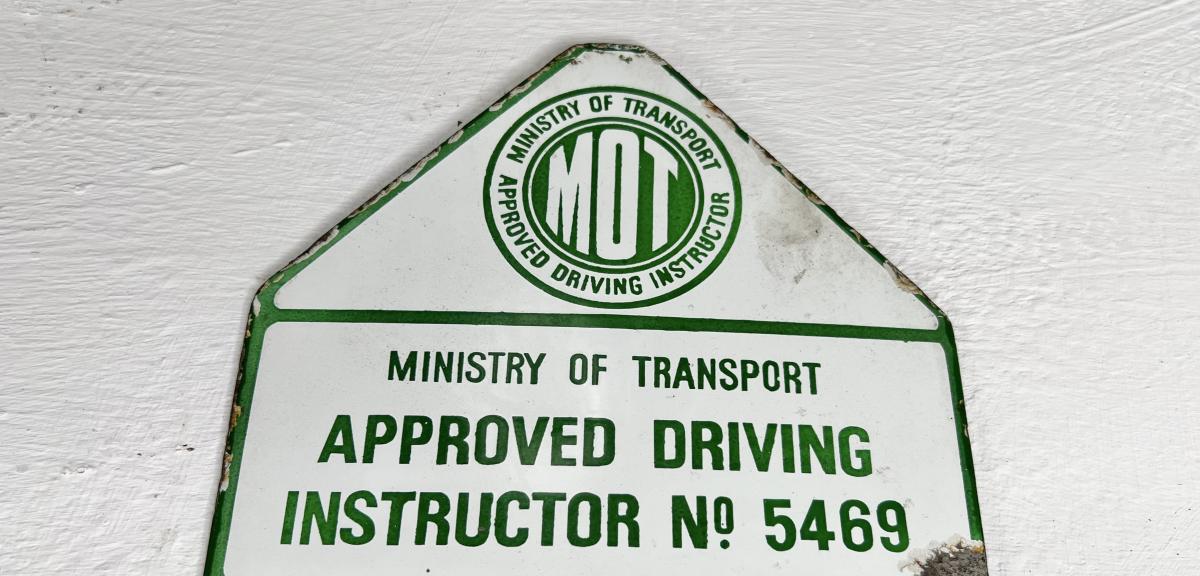 MINISTRY OF TRANSPORT
MOT
APPROVED DRIVING INSTRUCTOR
MINISTRY OF TRANSPORT
APPROVED DRIVING
INSTRUCTOR Nº 5469